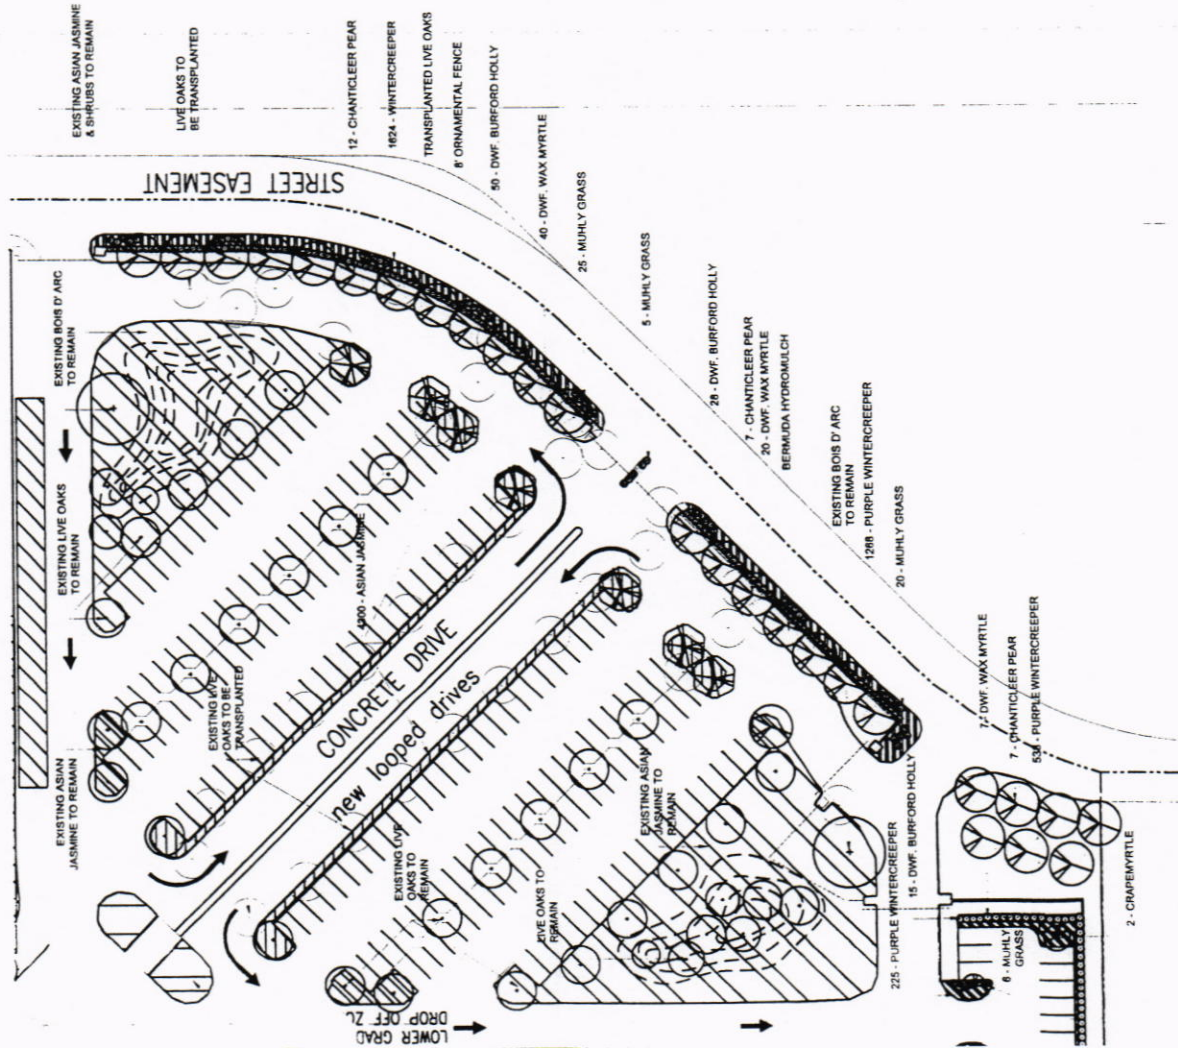 EXISTING ASIAN JASMINE
& SHRUBS TO REMAIN
LIVE OAKS TO
BE TRANSPLANTED
12 - CHANTICLEER PEAR
1624 - WINTERCREEPER
TRANSPLANTED LIVE OAKS
8' ORNAMENTAL FENCE
50 - DWF. BURFORD HOLLY
40 - DWF. WAX MYRTLE
25 - MUHLY GRASS
5 - MUHLY GRASS
28 - DWF. BURFORD HOLLY
7 - CHANTICLEER PEAR
20 - DWF. WAX MYRTLE
BERMUDA HYDROMULCH
EXISTING BOIS D' ARC
TO REMAIN
1268 - PURPLE WINTERCREEPER
20 - MUHLY GRASS
7 - DWF. WAX MYRTLE
7 - CHANTICLEER PEAR
538 - PURPLE WINTERCREEPER
2 - CRAPEMYRTLE
STREET EASEMENT
EXISTING BOIS D' ARC
TO REMAIN
EXISTING LIVE OAKS
TO REMAIN
EXISTING ASIAN
JASMINE TO REMAIN
4900 - ASIAN JASMINE
EXISTING LIVE
OAKS TO BE
TRANSPLANTED
CONCRETE DRIVE
new looped drives
EXISTING LIVE
OAKS TO
REMAIN
LIVE OAKS TO
REMAIN
EXISTING ASIAN
JASMINE TO
REMAIN
225 - PURPLE WINTERCREEPER
15 - DWF. BURFORD HOLLY
6 - MUHLY
GRASS
LOWER GRAD
DROP OFF ZO